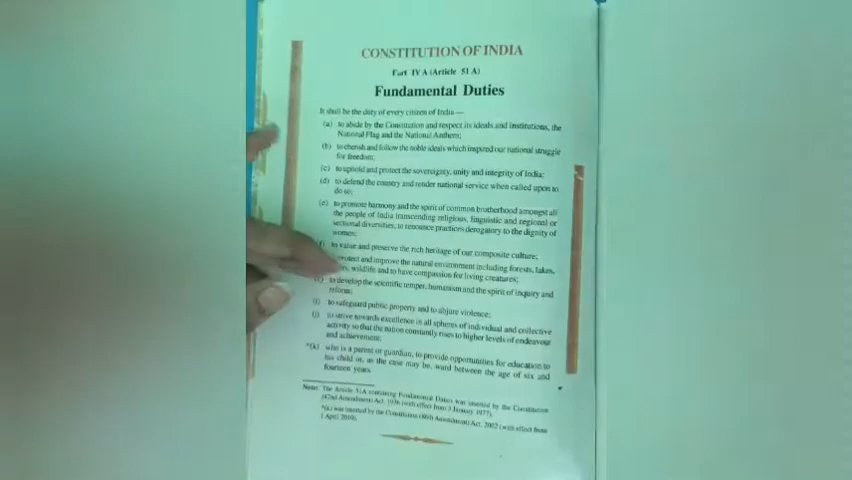 CONSTITUTION OF INDIA
Part IV A (Article 51 A)
Fundamental Duties
It shall be the duty of every citizen of India —
(a) to abide by the Constitution and respect its ideals and institutions, the
National Flag and the National Anthem;
(b) to cherish and follow the noble ideals which inspired our national struggle
for freedom;
(c) to uphold and protect the sovereignty, unity and integrity of India;
(d) to defend the country and render national service when called upon to
do so;
(e) to promote harmony and the spirit of common brotherhood amongst all
the people of India transcending religious, linguistic and regional or
sectional diversities; to renounce practices derogatory to the dignity of
women;
to value and preserve the rich heritage of our composite culture;
protect and improve the natural environment including forests, lakes,
wildlife and to have compassion for living creatures;
to develop the scientific temper, humanism and the spirit of inquiry and
reform;
(i) to safeguard public property and to abjure violence;
(j) to strive towards excellence in all spheres of individual and collective
activity so that the nation constantly rises to higher levels of endeavour
and achievement;
*(k) who is a parent or guardian, to provide opportunities for education to
his child or, as the case may be, ward between the age of six and
fourteen years.
Note: The Article 51A containing Fundamental Duties was inserted by the Constitution
(42nd Amendment) Act, 1976 (with effect from 3 January 1977).
*(k) was inserted by the Constitution (86th Amendment) Act, 2002 (with effect from
1 April 2010).